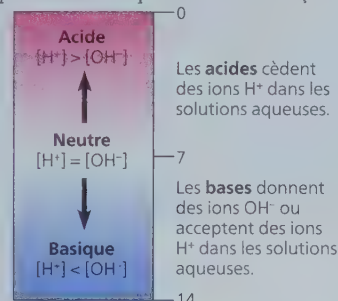 0
Acide
[H⁺] > [OH⁻]
Les acides cèdent
des ions H⁺ dans les
solutions aqueuses.
Neutre
[H⁺] = [OH⁻]
7
Les bases donnent
des ions OH⁻ ou
acceptent des ions
H⁺ dans les solutions
aqueuses.
Basique
[H⁺] < [OH⁻]
14